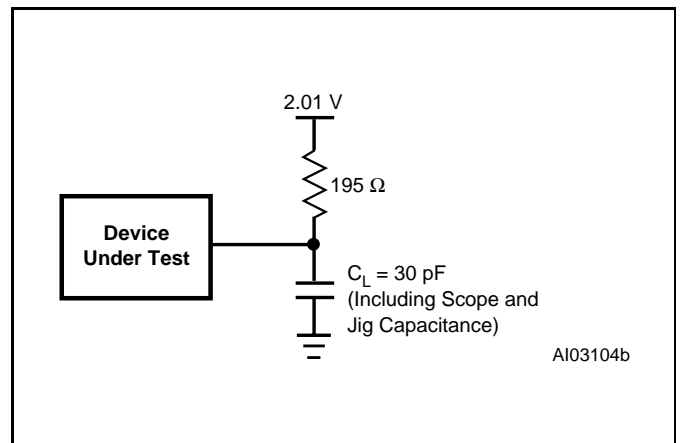 2.01 V
195 Ω
Device
Under Test
C_L = 30 pF
(Including Scope and
Jig Capacitance)
AI03104b